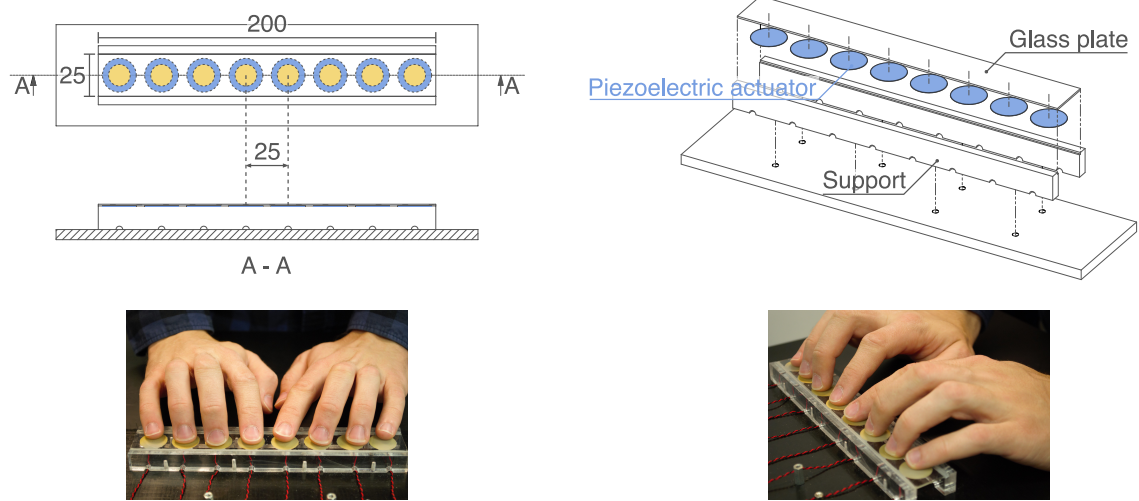 200
25
A
A
25
A - A
Glass plate
Piezoelectric actuator
Support